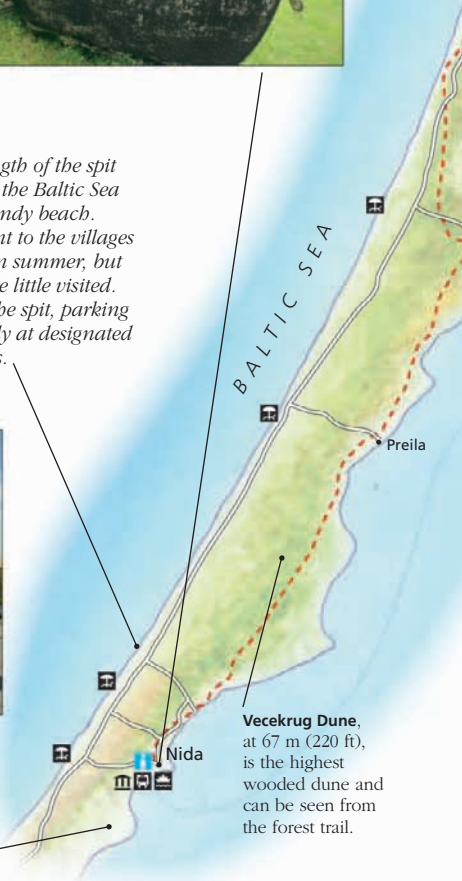 gth of the spit
the Baltic Sea
ndy beach.
nt to the villages
n summer, but
e little visited.
he spit, parking
ly at designated
s.
BALTIC SEA
Preila
Nida
Vecekrug Dune,
at 67 m (220 ft),
is the highest
wooded dune and
can be seen from
the forest trail.